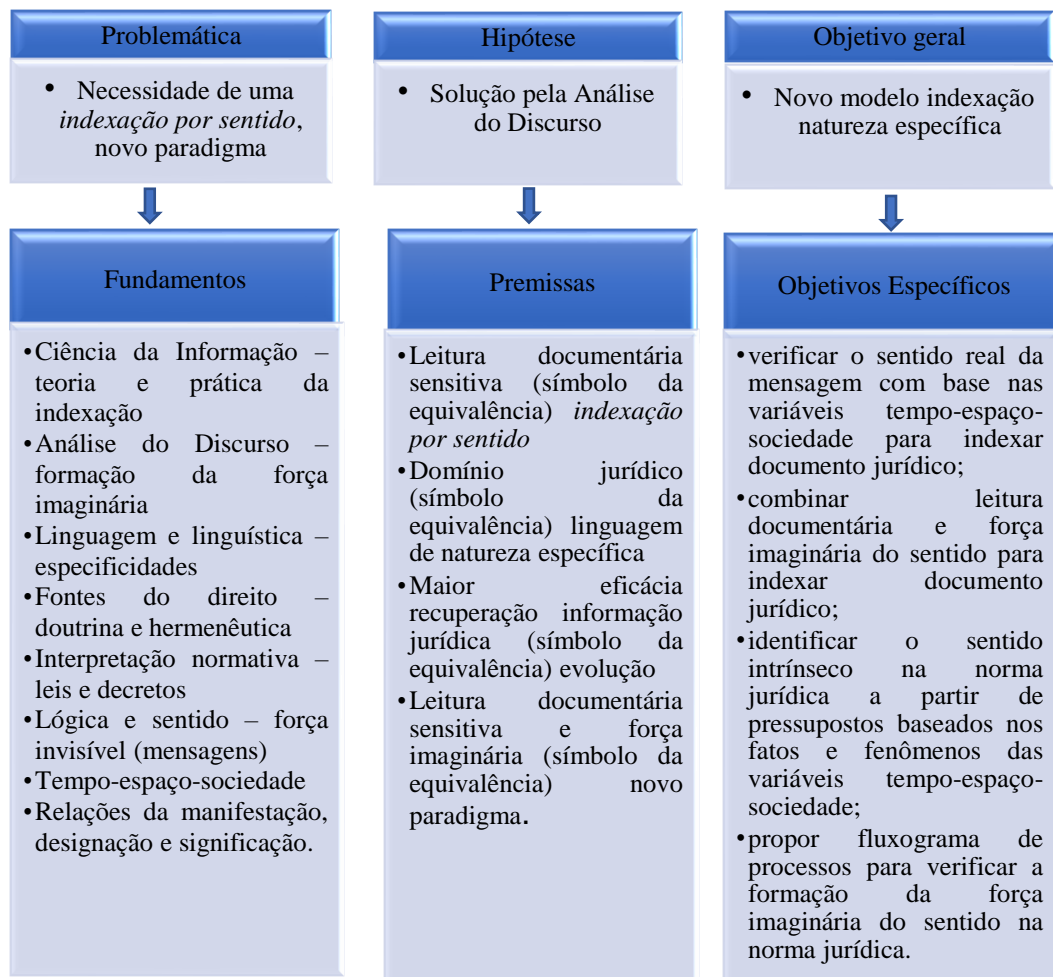 Problemática
• Necessidade de uma
indexação por sentido,
novo paradigma
Fundamentos
•Ciência da Informação –
teoria e prática da
indexação
•Análise do Discurso –
formação da força
imaginária
•Linguagem e linguística –
especificidades
•Fontes do direito –
doutrina e hermenêutica
•Interpretação normativa –
leis e decretos
•Lógica e sentido – força
invisível (mensagens)
•Tempo-espaço-sociedade
•Relações da manifestação,
designação e significação.
Hipótese
• Solução pela Análise
do Discurso
Premissas
•Leitura documentária
sensitiva (símbolo da
equivalência) indexação
por sentido
•Domínio jurídico
(símbolo da
equivalência) linguagem
de natureza específica
•Maior eficácia
recuperação informação
jurídica (símbolo da
equivalência) evolução
•Leitura documentária
sensitiva e força
imaginária (símbolo da
equivalência) novo
paradigma.
Objetivo geral
• Novo modelo indexação
natureza específica
Objetivos Específicos
•verificar o sentido real da
mensagem com base nas
variáveis tempo-espaço-
sociedade para indexar
documento jurídico;
•combinar leitura
documentária e força
imaginária do sentido para
indexar documento
jurídico;
•identificar o sentido
intrínseco na norma
jurídica a partir de
pressupostos baseados nos
fatos e fenômenos das
variáveis tempo-espaço-
sociedade;
•propor fluxograma de
processos para verificar a
formação da força
imaginária do sentido na
norma jurídica.